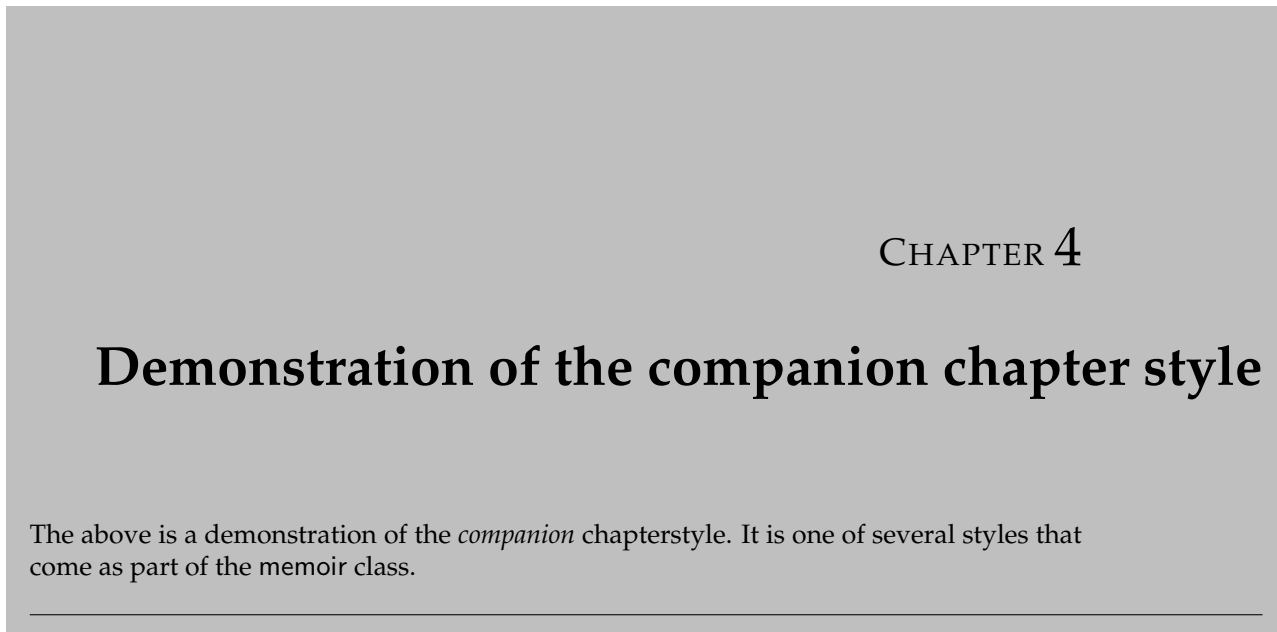 CHAPTER 4
Demonstration of the companion chapter style
The above is a demonstration of the companion chapterstyle. It is one of several styles that
come as part of the memoir class.